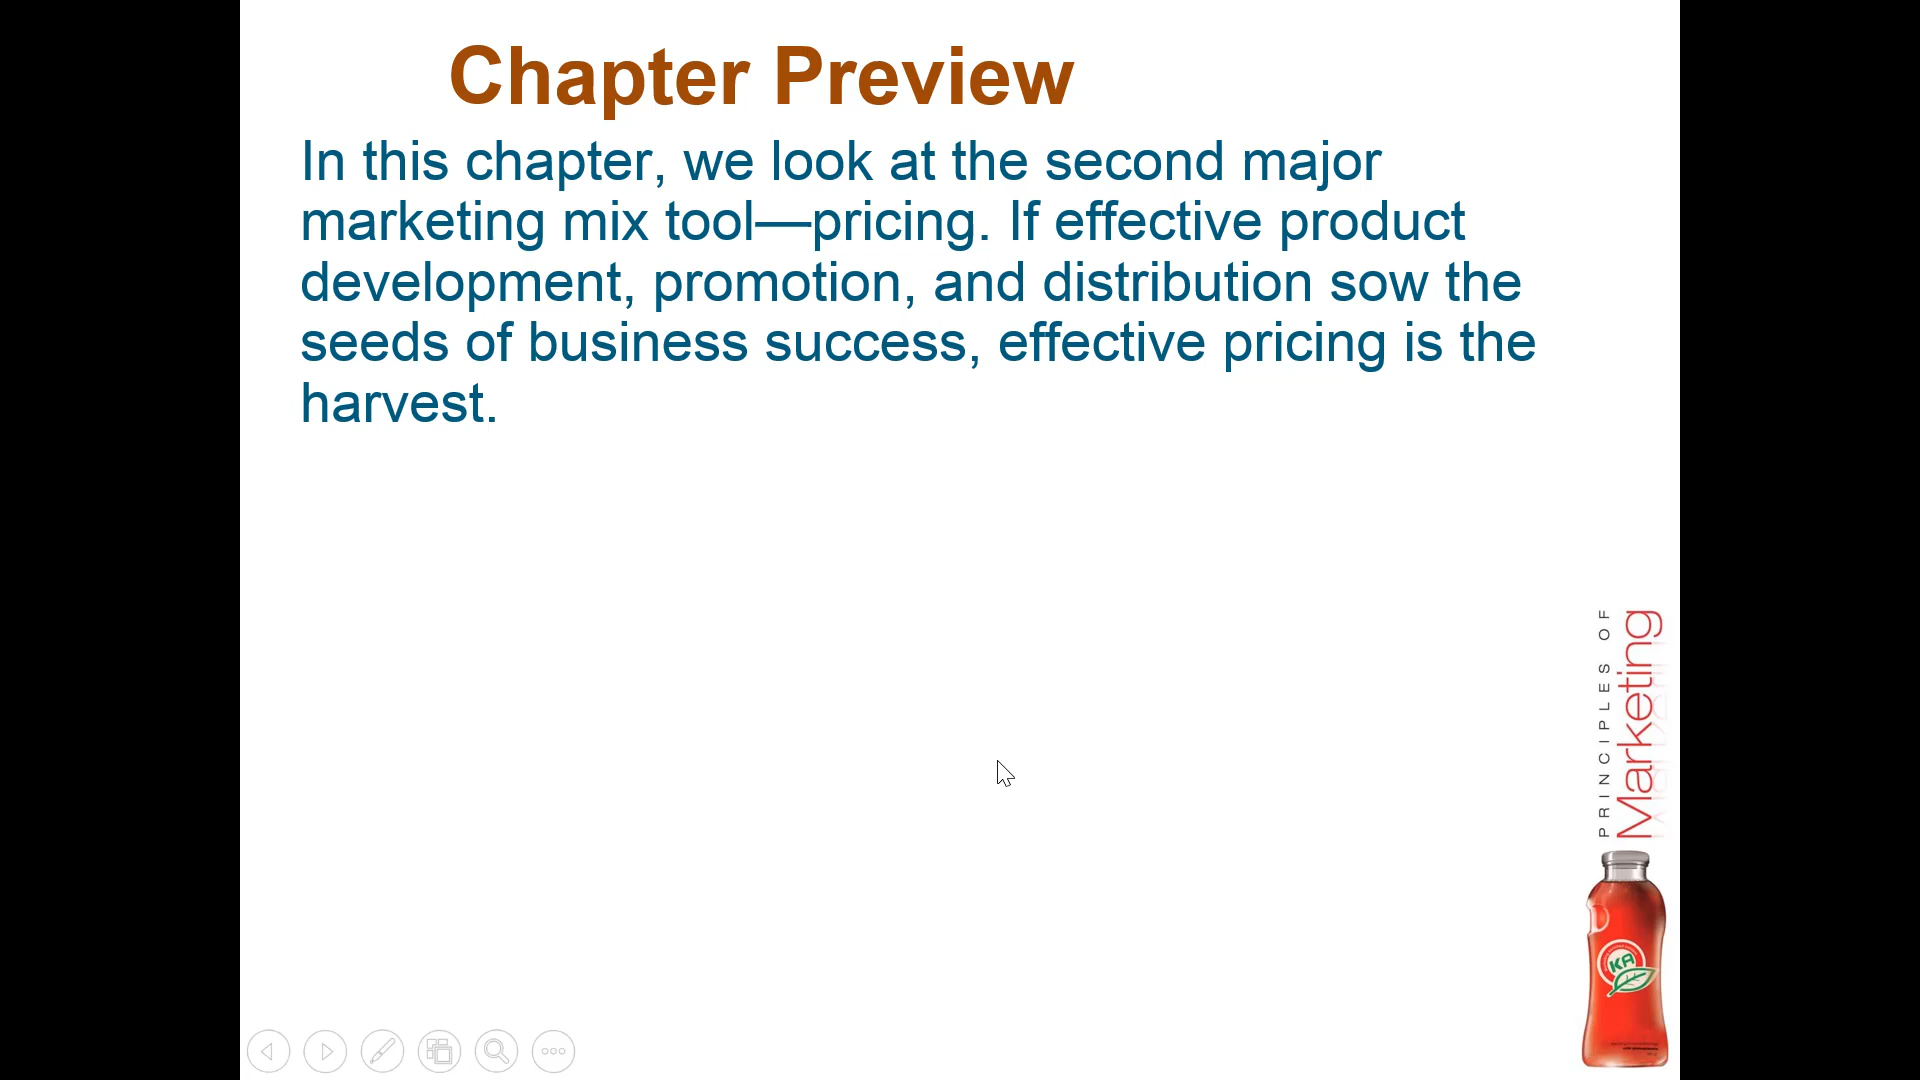 Chapter Preview
In this chapter, we look at the second major
marketing mix tool—pricing. If effective product
development, promotion, and distribution sow the
seeds of business success, effective pricing is the
harvest.
PRINCIPLES OF
Marketing
KA